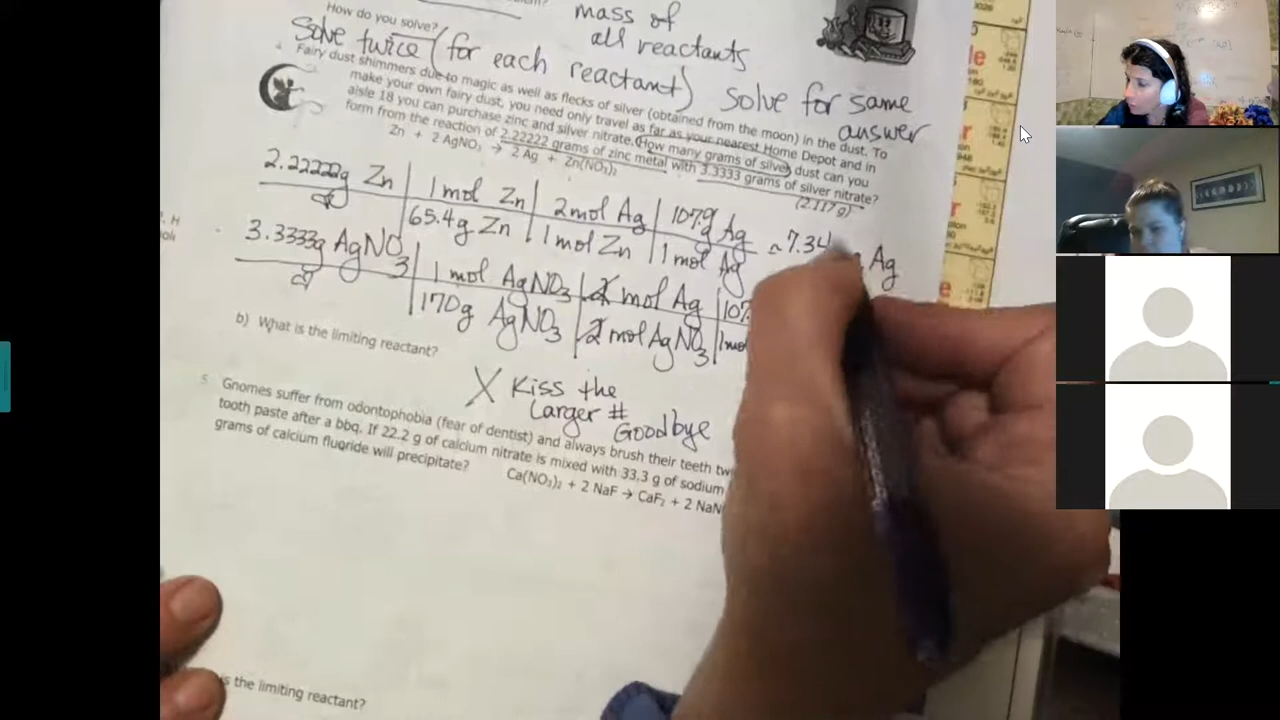 How do you solve?
mass of
all reactants
Solve twice (for each reactant) solve for same
answer
Fairy dust shimmers due to magic as well as flecks of silver (obtained from the moon) in the dust. To
make your own fairy dust, you need only travel as far as your nearest Home Depot and in
aisle 18 you can purchase zinc and silver nitrate. How many grams of silver dust can you
form from the reaction of 2.22222 grams of zinc metal with 3.3333 grams of silver nitrate?
Zn + 2 AgNO₃ → 2 Ag + Zn(NO₃)₂
(2.117 g)
2.22222g Zn | 1 mol Zn | 2 mol Ag | 107.9g Ag
65.4g Zn | 1 mol Zn | 1 mol Ag
Ag
3.3333g AgNO₃ | 1 mol AgNO₃ | 2 mol Ag
170g AgNO₃ | 2 mol AgNO₃
b) What is the limiting reactant?
X Kiss the
Larger #
Goodbye
5. Gnomes suffer from odontophobia (fear of dentist) and always brush their teeth
tooth paste after a bbq. If 22.2 g of calcium nitrate is mixed with 33.3 g of sodium
grams of calcium fluoride will precipitate?
Ca(NO₃)₂ + 2 NaF → CaF₂ + 2
is the limiting reactant?